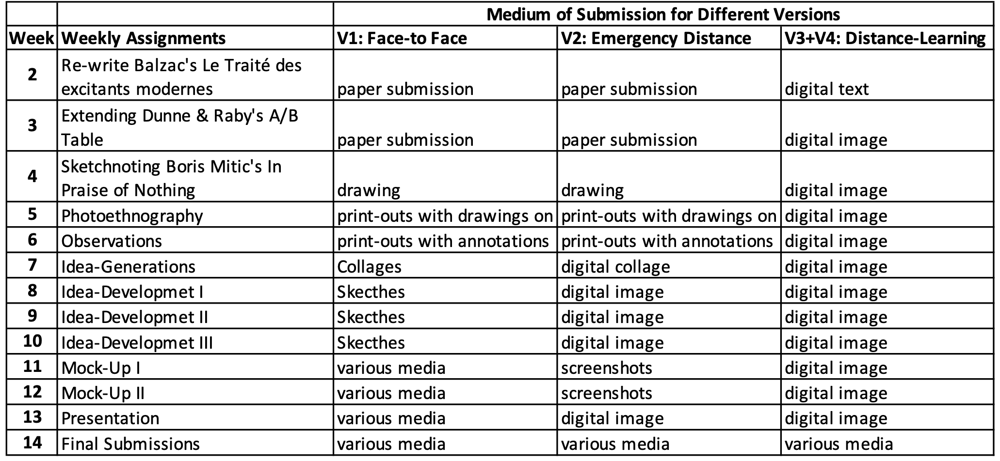 Medium of Submission for Different Versions
Week Weekly Assignments V1: Face-to Face V2: Emergency Distance V3+V4: Distance-Learning
2 Re-write Balzac's Le Traité des
excitants modernes paper submission paper submission digital text
3 Extending Dunne & Raby's A/B
Table paper submission paper submission digital image
4 Sketchnoting Boris Mitic's In
Praise of Nothing drawing drawing digital image
5 Photoethnography print-outs with drawings on print-outs with drawings on digital image
6 Observations print-outs with annotations print-outs with annotations digital image
7 Idea-Generations Collages digital collage digital image
8 Idea-Developmet I Skecthes digital image digital image
9 Idea-Developmet II Skecthes digital image digital image
10 Idea-Developmet III Skecthes digital image digital image
11 Mock-Up I various media screenshots digital image
12 Mock-Up II various media screenshots digital image
13 Presentation various media digital image digital image
14 Final Submissions various media various media various media